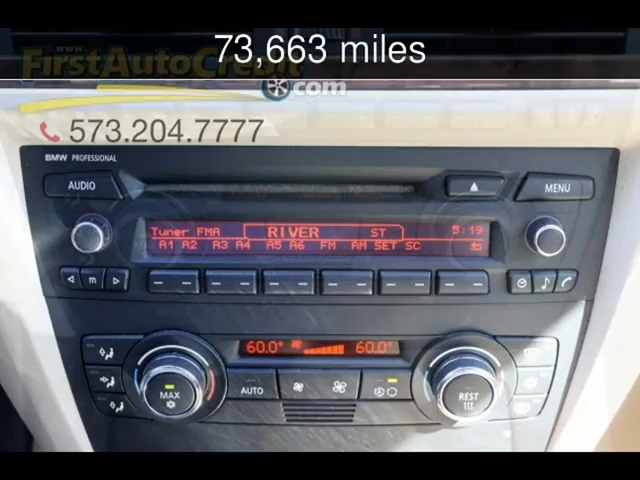 73,663 miles
www.
FirstAutoCredit
.com
573.204.7777
BMW PROFESSIONAL
AUDIO
MENU
Tuner FMA RIVER ST 5:19
A1 A2 A3 A4 A5 A6 FM AM SET SC
m
60.0° 60.0°
MAX
AUTO
REST